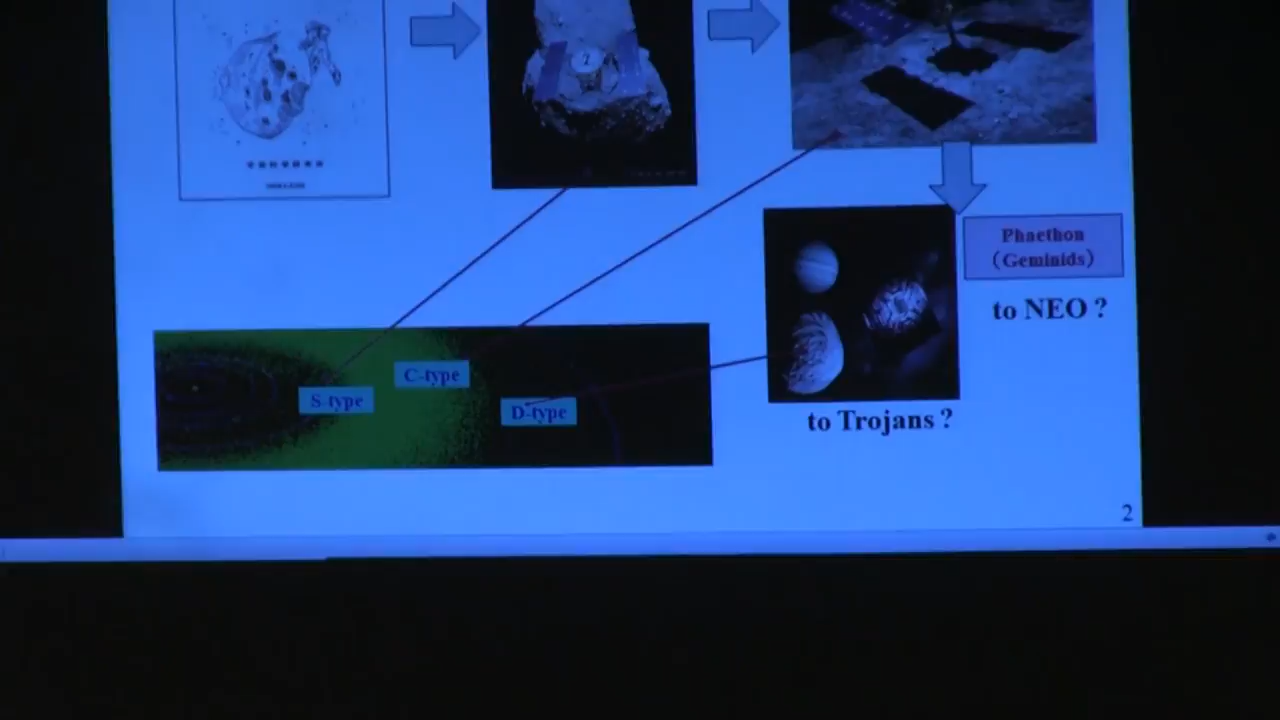 Phaethon
(Geminids)
to NEO ?
C-type
S-type
D-type
to Trojans ?
2